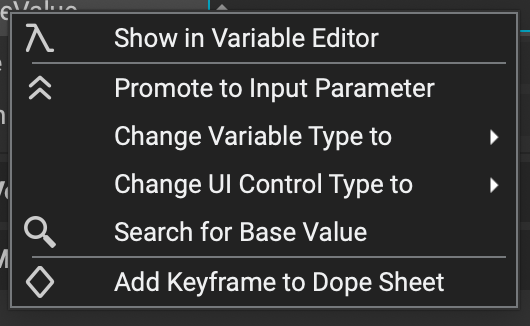 eValue
Show in Variable Editor
Promote to Input Parameter
Change Variable Type to
Change UI Control Type to
Search for Base Value
Add Keyframe to Dope Sheet